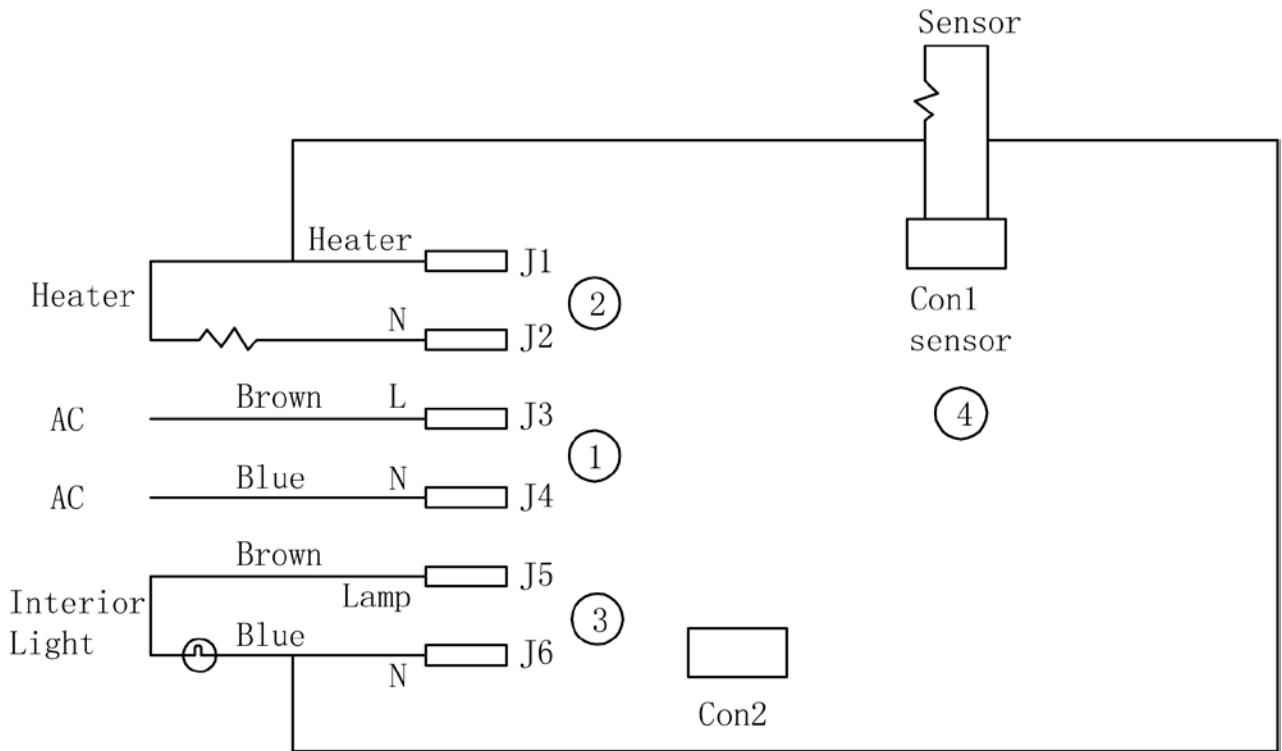 Sensor
Heater
J1
Heater
2
N
J2
Con1
sensor
Brown
L
J3
AC
4
1
Blue
N
J4
AC
Brown
J5
Lamp
Interior
Light
3
Blue
J6
N
Con2